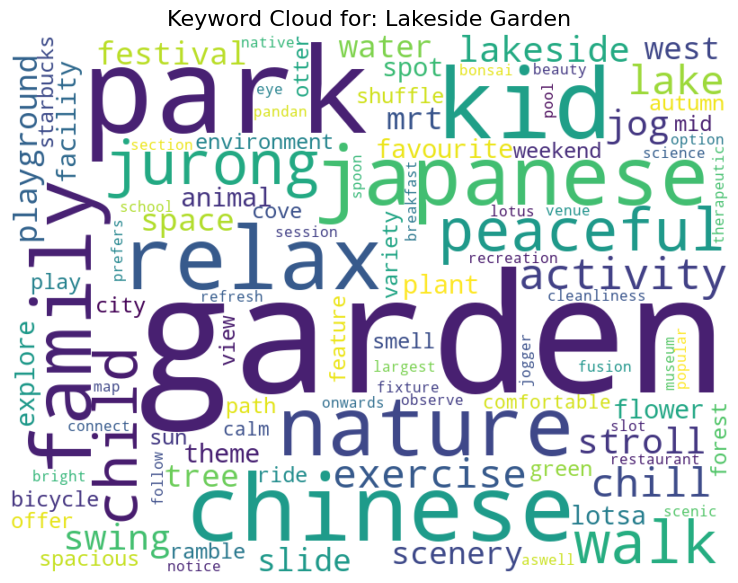 Keyword Cloud for: Lakeside Garden
festival
native
otter
water
lakeside
west
park
eye
pandan
spot
shuffle
bonsai
beauty
kid
pool
lake
autumn
starbucks
facility
playground
mrt
jog
mid
option
science
section
environment
favourite
weekend
jurong
japanese
therapeutic
animal
school
spoon
breakfast
space
cove
variety
peaceful
lotus
venue
family
prefers
session
relax
recreation
play
activity
plant
city
refresh
cleanliness
garden
explore
child
view
feature
smell
jogger
largest
fusion
museum
popular
map
fixture
observe
comfortable
path
onwards
nature
flower
connect
sun
calm
slot
stroll
forest
theme
restaurant
follow
bright
tree
ride
exercise
green
chill
bicycle
offer
chinese
lotsa
scenic
swing
walk
spacious
ramble
notice
slide
scenery
aswell